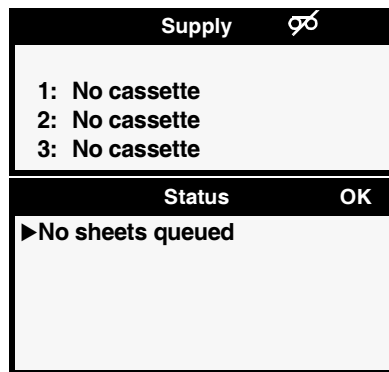 Supply
1: No cassette
2: No cassette
3: No cassette
Status OK
▶No sheets queued